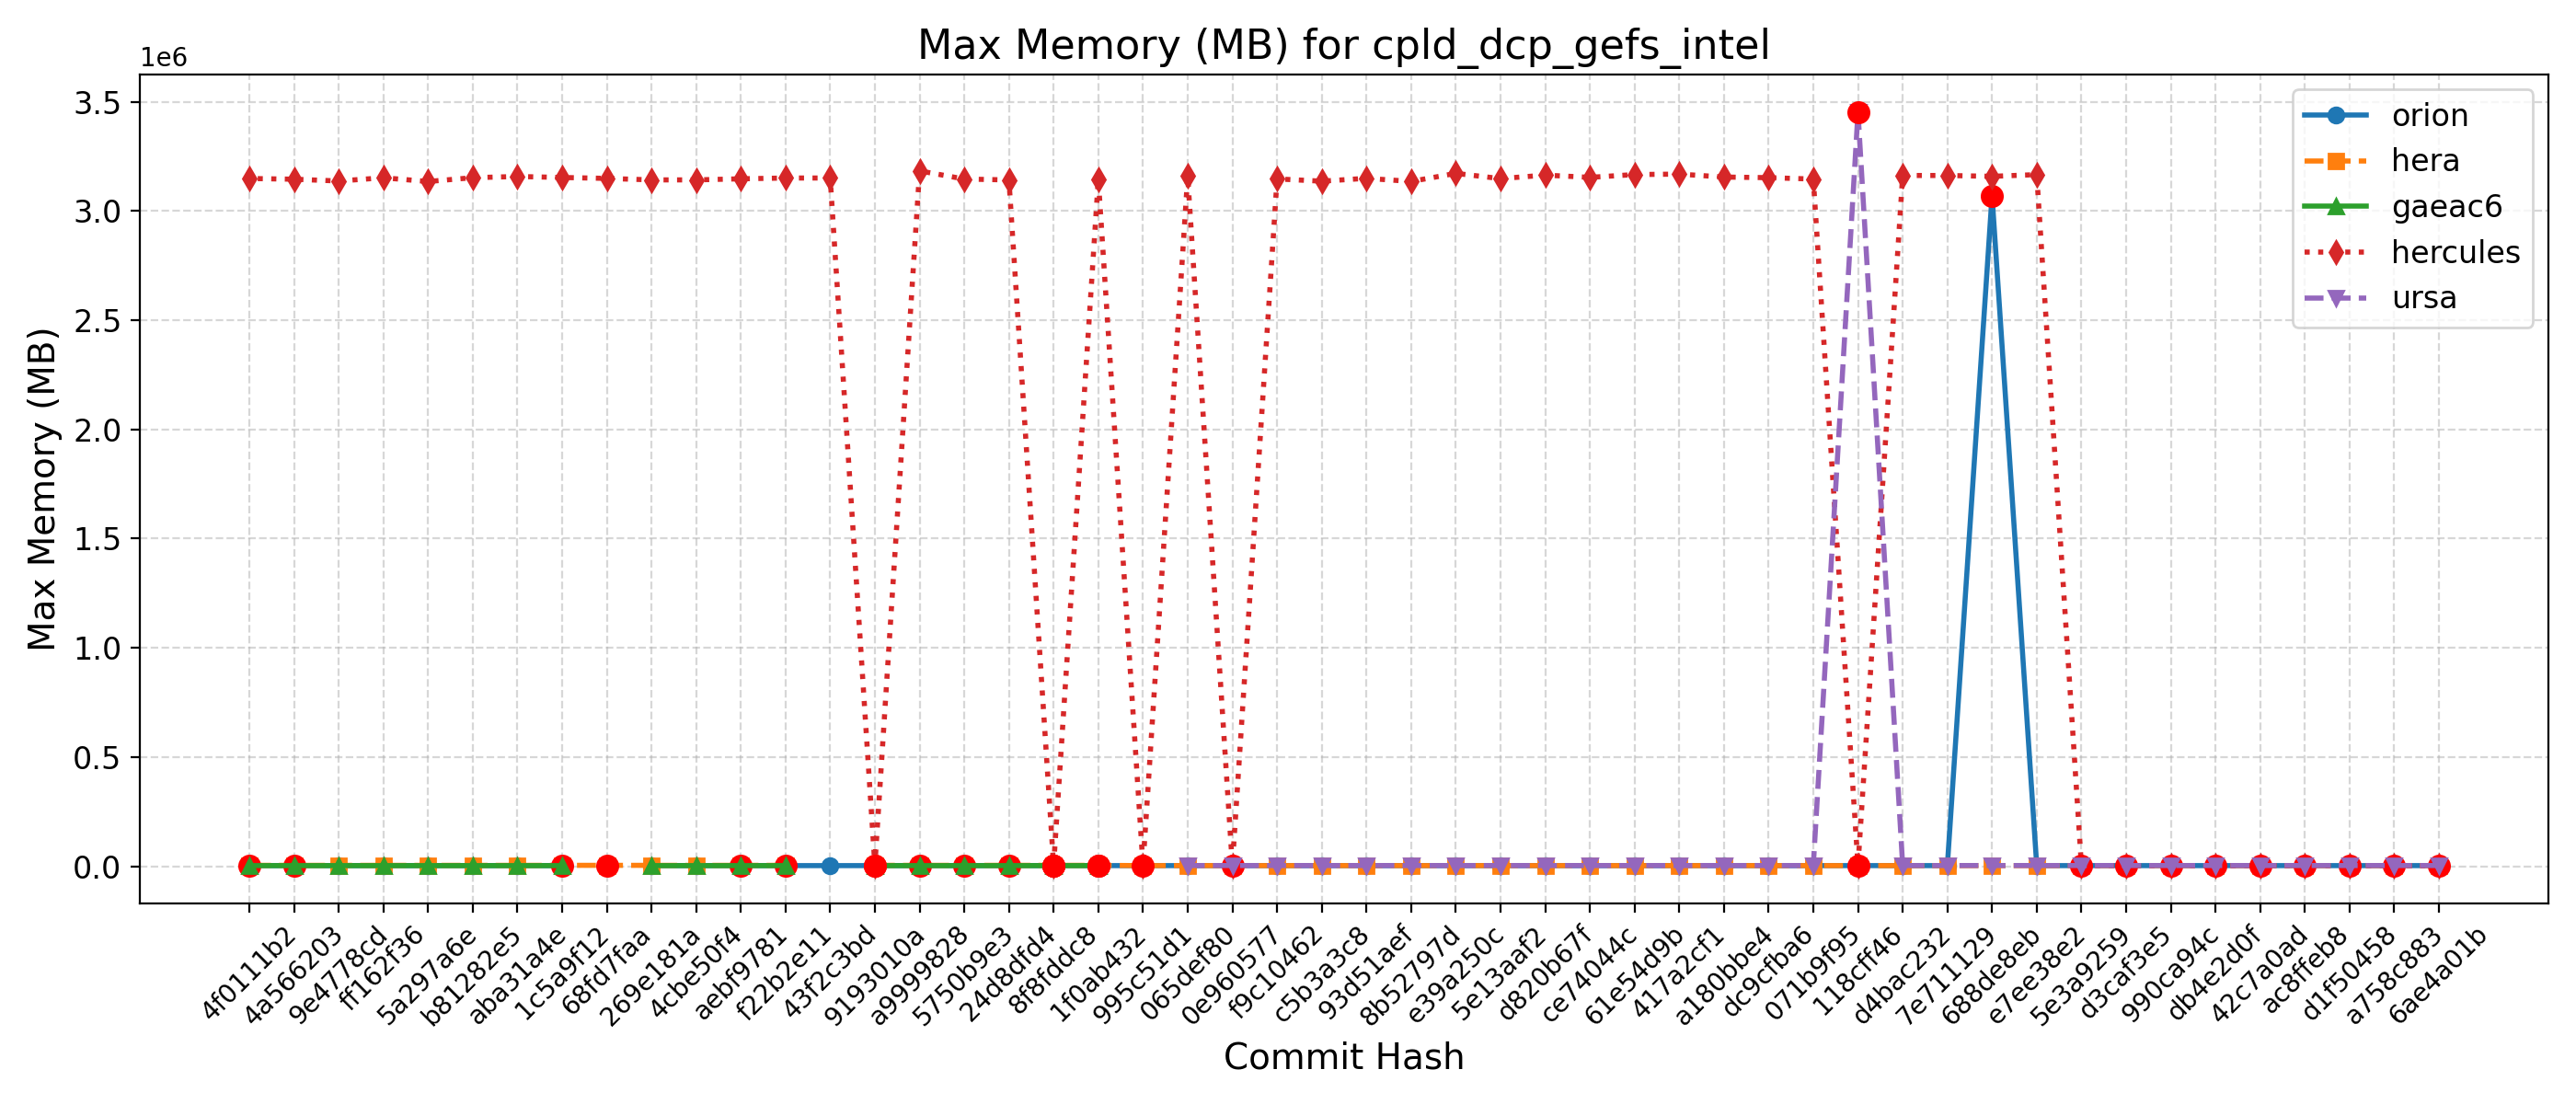 Max Memory (MB) for cpld_dcp_gefs_intel
1e6
3.5
3.0
2.5
2.0
1.5
1.0
0.5
0.0
Max Memory (MB)
orion
hera
gaeac6
hercules
ursa
4f0111b2
4a566203
9e4778cd
ff162f36
5a297a6e
b81282e5
aba31a4e
1c5a9f12
68fd7faa
269e181a
4cbe50f4
aebf9781
f22b2e11
43f2c3bd
9193010a
a9999828
5750b9e3
24d8dfd4
8f8fddc8
1f0ab432
995c51d1
065def80
0e960577
f9c10462
c5b3a3c8
93d51aef
8b52797d
e39a250c
5e13aaf2
d820b67f
ce74044c
61e54d9b
417a2cf1
a180bbe4
dc9cfba6
071b9f95
118cff46
d4bac232
7e711129
688de8eb
e7ee38e2
5e3a9259
d3caf3e5
990ca94c
db4e2d0f
42c7a0ad
ac8ffeb8
d1f50458
a758c883
6ae4a01b
Commit Hash